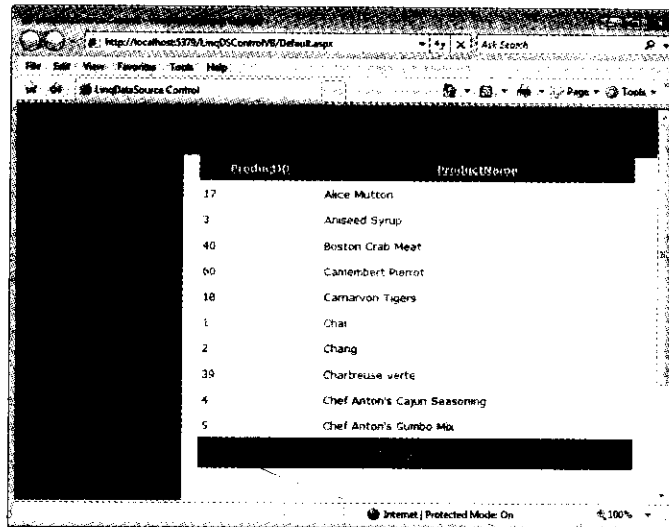 http://localhost:5379/LinqDSControlVB/Default.aspx
Ask Search
File Edit View Favorites Tools Help
LinqDataSource Control
Page Tools
ProductID ProductName
17 Alice Mutton
3 Aniseed Syrup
40 Boston Crab Meat
60 Camembert Pierrot
18 Carnarvon Tigers
1 Chai
2 Chang
39 Chartreuse verte
4 Chef Anton's Cajun Seasoning
5 Chef Anton's Gumbo Mix
Internet | Protected Mode: On 100%